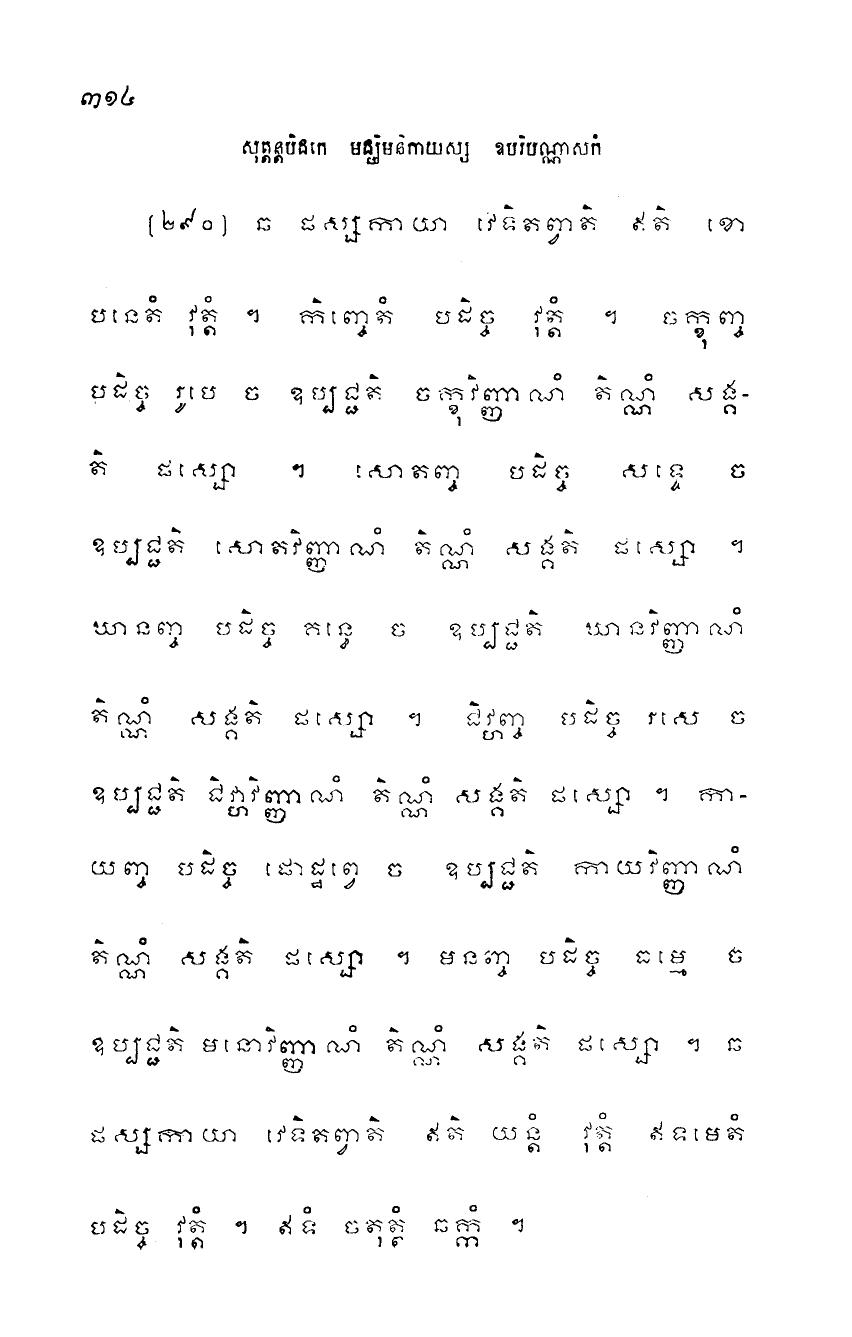 ៣១៤
សុត្តន្តបិដកេ មជ្ឈិមនិកាយស្ស ឧបរិបណ្ណាសកំ
(២៩០) ឆ ផស្សកាយា វេទិតព្វាតិ ឥតិ ខោ
បនេតំ វុត្តំ ។ កិញ្ចេតំ បដិច្ច វុត្តំ ។ ចក្ខុញ្ច
បដិច្ច រូបេ ច ឧប្បជ្ជតិ ចក្ខុវិញ្ញាណំ តិណ្ណំ សង្គ-
តិ ផស្សោ ។ សោតញ្ច បដិច្ច សទ្ទេ ច
ឧប្បជ្ជតិ សោតវិញ្ញាណំ តិណ្ណំ សង្គតិ ផស្សោ ។
ឃានញ្ច បដិច្ច គន្ធេ ច ឧប្បជ្ជតិ ឃានវិញ្ញាណំ
តិណ្ណំ សង្គតិ ផស្សោ ។ ជិវ្ហញ្ច បដិច្ច រសេ ច
ឧប្បជ្ជតិ ជិវ្ហាវិញ្ញាណំ តិណ្ណំ សង្គតិ ផស្សោ ។ កា-
យញ្ច បដិច្ច ផោដ្ឋព្វេ ច ឧប្បជ្ជតិ កាយវិញ្ញាណំ
តិណ្ណំ សង្គតិ ផស្សោ ។ មនញ្ច បដិច្ច ធម្មេ ច
ឧប្បជ្ជតិ មនោវិញ្ញាណំ តិណ្ណំ សង្គតិ ផស្សោ ។ ឆ
ផស្សកាយា វេទិតព្វាតិ ឥតិ យន្តំ វុត្តំ ឥទមេតំ
បដិច្ច វុត្តំ ។ ឥទំ ចតុត្ថំ ឆក្កំ ។